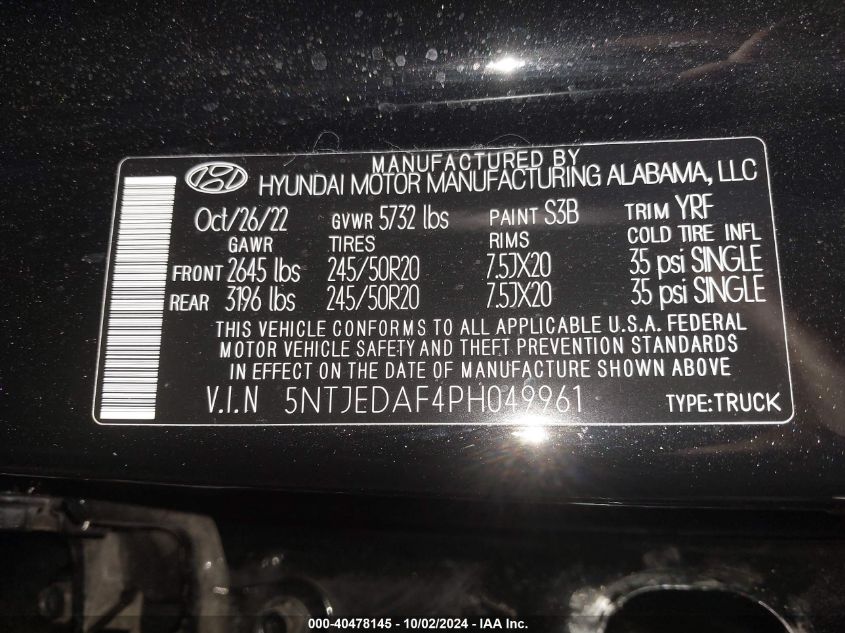 MANUFACTURED BY
HYUNDAI MOTOR MANUFACTURING ALABAMA, LLC
Oct/26/22 GVWR 5732 lbs PAINT S3B TRIM YRF
GAWR TIRES RIMS COLD TIRE INFL
FRONT 2645 lbs 245/50R20 7.5JX20 35 psi SINGLE
REAR 3196 lbs 245/50R20 7.5JX20 35 psi SINGLE
THIS VEHICLE CONFORMS TO ALL APPLICABLE U.S.A. FEDERAL
MOTOR VEHICLE SAFETY AND THEFT PREVENTION STANDARDS
IN EFFECT ON THE DATE OF MANUFACTURE SHOWN ABOVE
V.I.N 5NTJEDAF4PH049961 TYPE:TRUCK
000-40478145 - 10/02/2024 - IAA Inc.